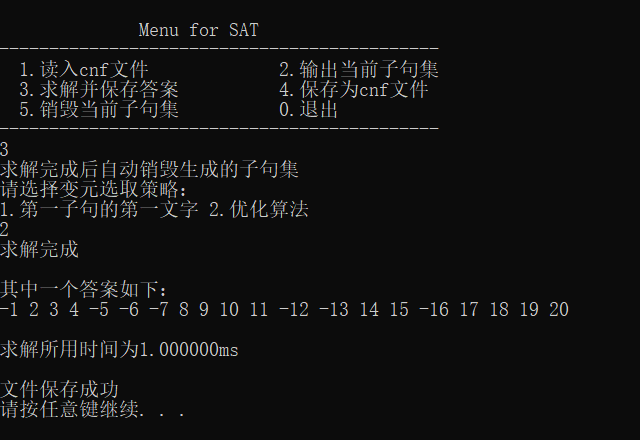 Menu for SAT
----------------------------------------
1.读入cnf文件 2.输出当前子句集
3.求解并保存答案 4.保存为cnf文件
5.销毁当前子句集 0.退出
----------------------------------------
3
求解完成后自动销毁生成的子句集
请选择变元选取策略：
1.第一子句的第一文字 2.优化算法
2
求解完成
其中一个答案如下：
-1 2 3 4 -5 -6 -7 8 9 10 11 -12 -13 14 15 -16 17 18 19 20
求解所用时间为1.000000ms
文件保存成功
请按任意键继续. . .